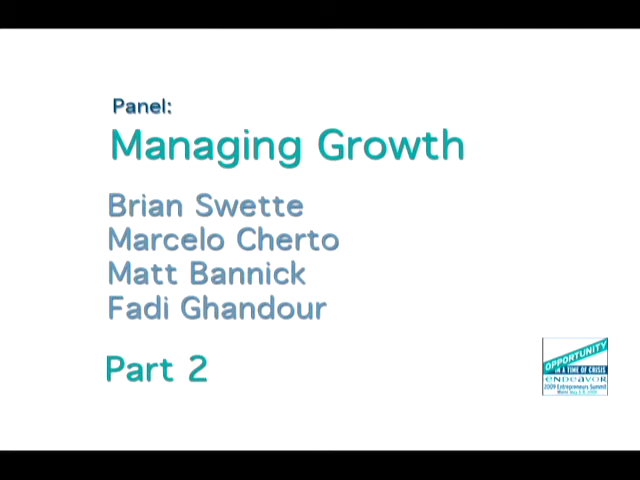 Panel:
Managing Growth
Brian Swette
Marcelo Cherto
Matt Bannick
Fadi Ghandour
Part 2
OPPORTUNITY
IN A TIME OF CRISIS
enDeavor
2009 Entrepreneurs Summit